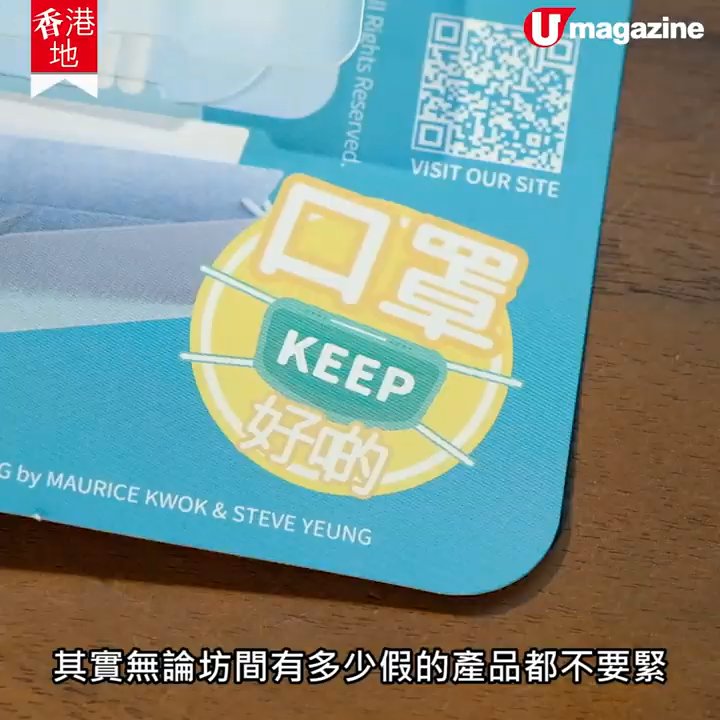 香港
地
U magazine
All Rights Reserved.
VISIT OUR SITE
口罩
KEEP
好啲
G by MAURICE KWOK & STEVE YEUNG
其實無論坊間有多少假的產品都不要緊